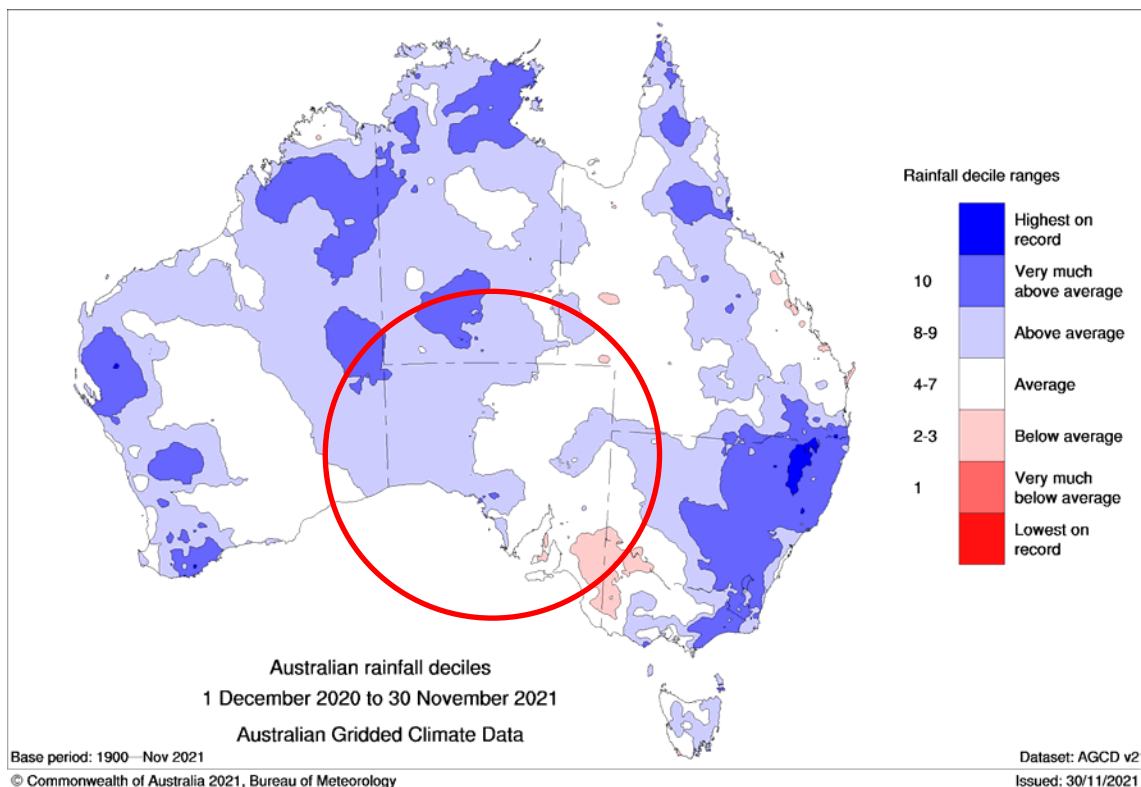 Rainfall decile ranges
Highest on
record
10
Very much
above average
8-9
Above average
4-7
Average
2-3
Below average
1
Very much
below average
Lowest on
record
Australian rainfall deciles
1 December 2020 to 30 November 2021
Australian Gridded Climate Data
Base period: 1900—Nov 2021
Dataset: AGCD v2
© Commonwealth of Australia 2021, Bureau of Meteorology
Issued: 30/11/2021